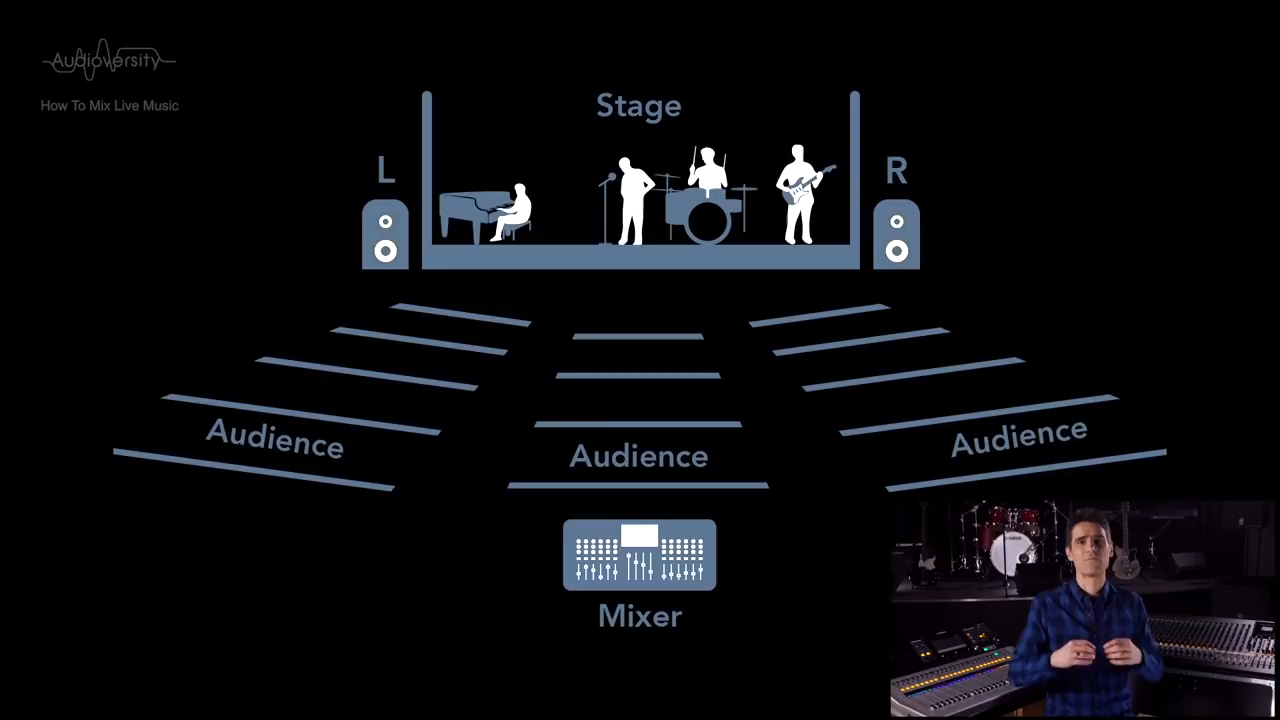 Audioversity
How To Mix Live Music
Stage
L
R
Audience
Audience
Audience
Mixer